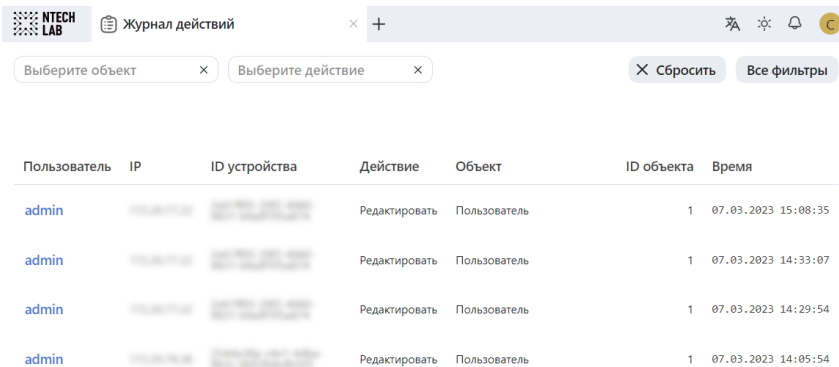 NTECH LAB Журнал действий C
Выберите объект Выберите действие Сбросить Все фильтры
Пользователь IP ID устройства Действие Объект ID объекта Время
admin Редактировать Пользователь 1 07.03.2023 15:08:35
admin Редактировать Пользователь 1 07.03.2023 14:33:07
admin Редактировать Пользователь 1 07.03.2023 14:29:54
admin Редактировать Пользователь 1 07.03.2023 14:05:54